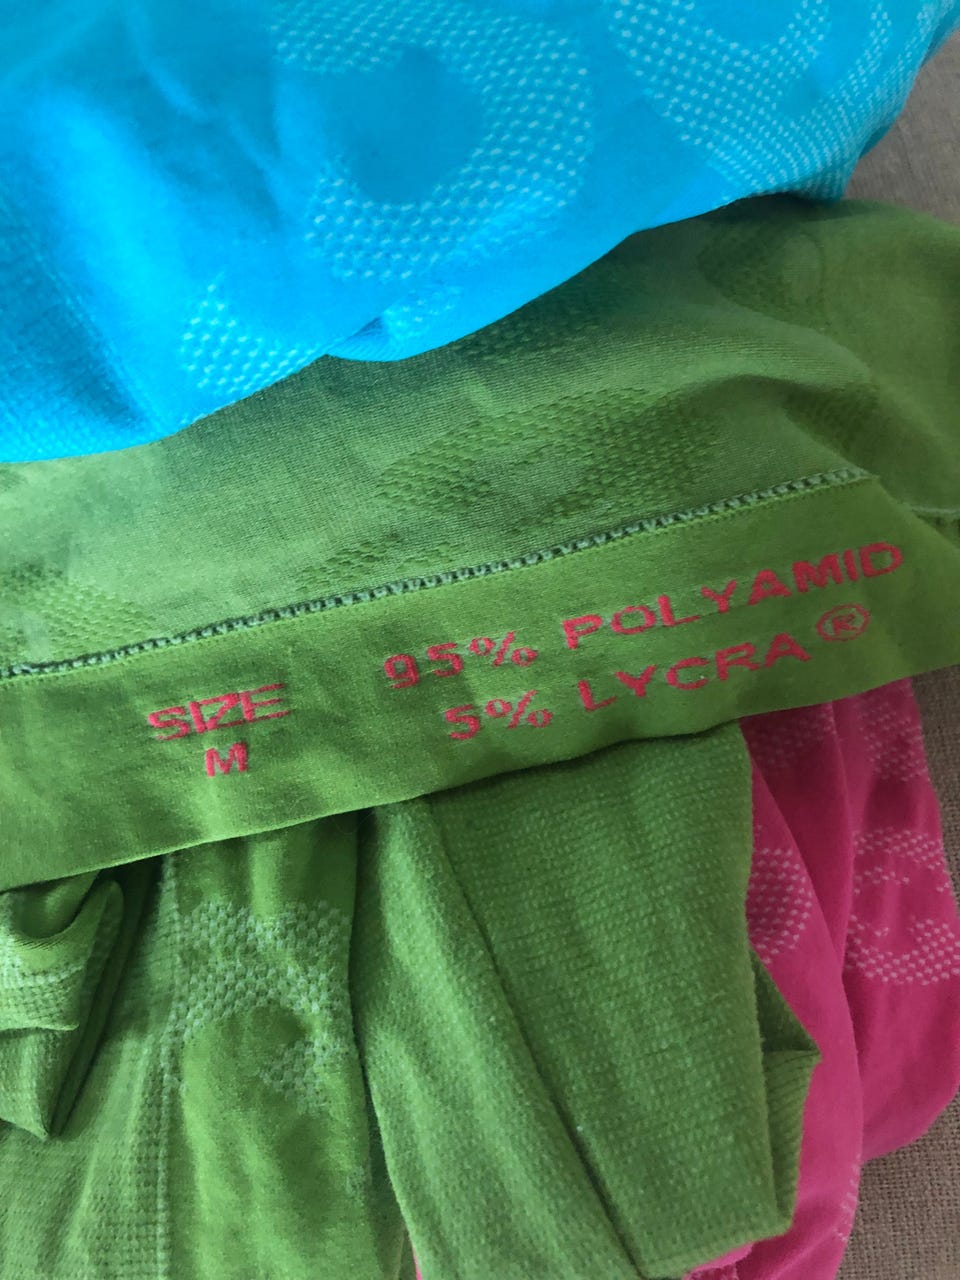 SIZE
M
95% POLYAMID
5% LYCRA®